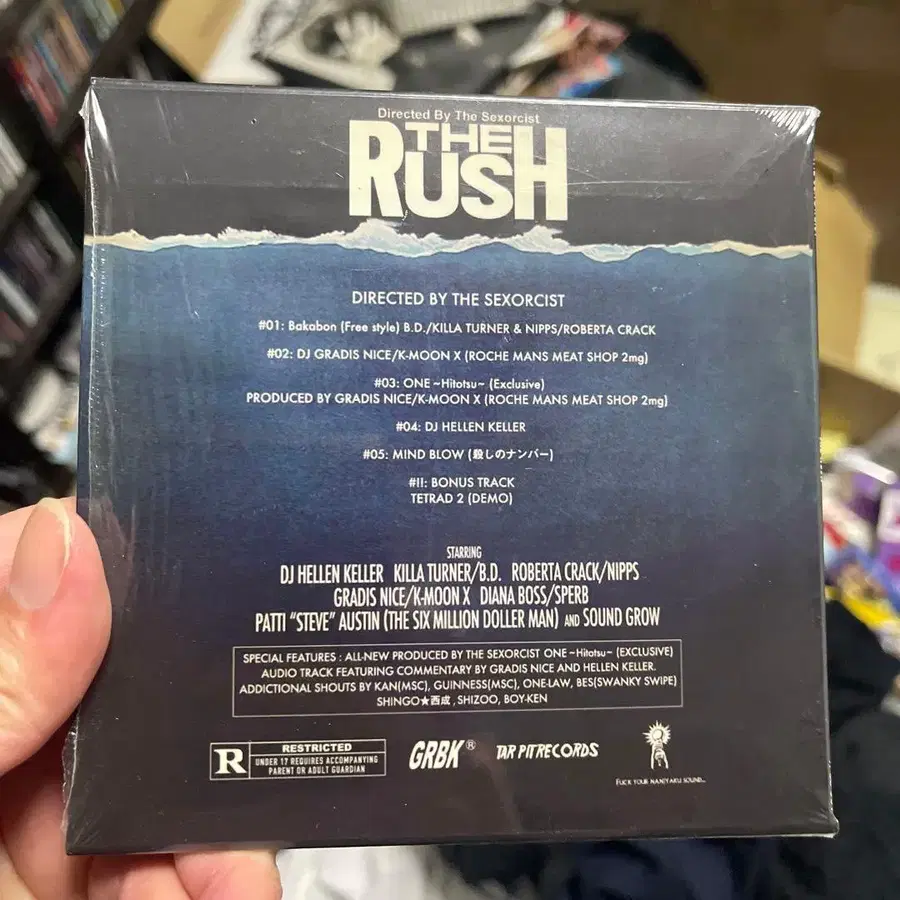 Directed By The Sexorcist
THE
RUSH
DIRECTED BY THE SEXORCIST
#01: Bakabon (Free style) B.D./KILLA TURNER & NIPPS/ROBERTA CRACK
#02: DJ GRADIS NICE/K-MOON X (ROCHE MANS MEAT SHOP 2mg)
#03: ONE ~Hitotsu~ (Exclusive)
PRODUCED BY GRADIS NICE/K-MOON X (ROCHE MANS MEAT SHOP 2mg)
#04: DJ HELLEN KELLER
#05: MIND BLOW (殺しのナンバー)
#!!: BONUS TRACK
TETRAD 2 (DEMO)
STARRING
DJ HELLEN KELLER KILLA TURNER/B.D. ROBERTA CRACK/NIPPS
GRADIS NICE/K-MOON X DIANA BOSS/SPERB
PATTI "STEVE" AUSTIN (THE SIX MILLION DOLLER MAN) AND SOUND GROW
SPECIAL FEATURES : ALL-NEW PRODUCED BY THE SEXORCIST ONE ~Hitotsu~ (EXCLUSIVE)
AUDIO TRACK FEATURING COMMENTARY BY GRADIS NICE AND HELLEN KELLER.
ADDICTIONAL SHOUTS BY KAN(MSC), GUINNESS(MSC), ONE-LAW, BES(SWANKY SWIPE)
SHINGO★西成 , SHIZOO, BOY-KEN
R RESTRICTED
UNDER 17 REQUIRES ACCOMPANYING
PARENT OR ADULT GUARDIAN
GRBK®
TAR PIT RECORDS
FUCK YOUR NANIYAKU SOUND...